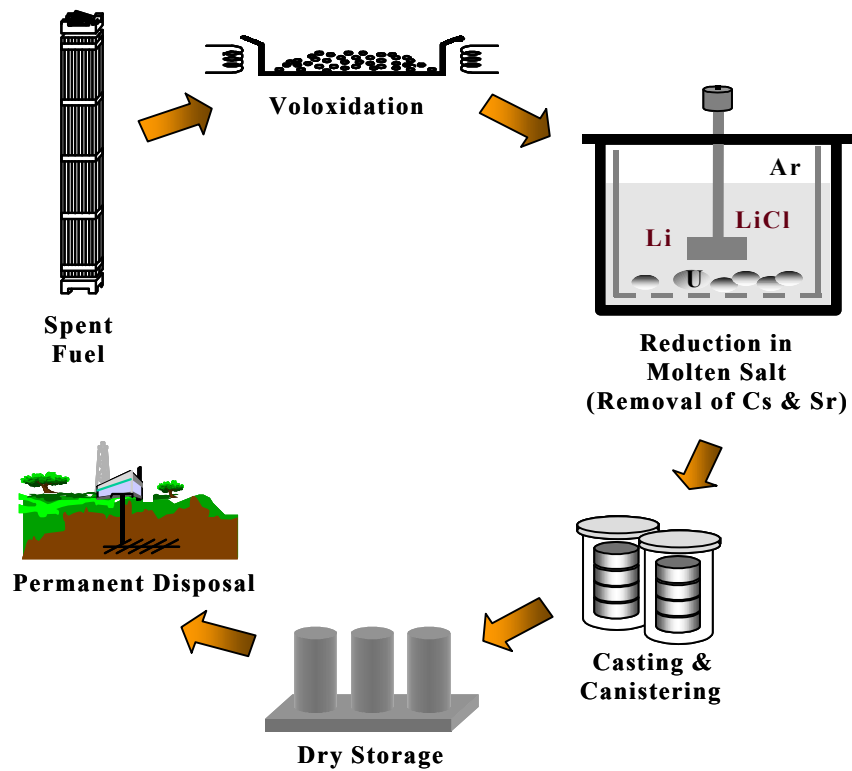 Voloxidation
Spent
Fuel
Ar
LiCl
Li
U
Reduction in
Molten Salt
(Removal of Cs & Sr)
Casting &
Canistering
Dry Storage
Permanent Disposal